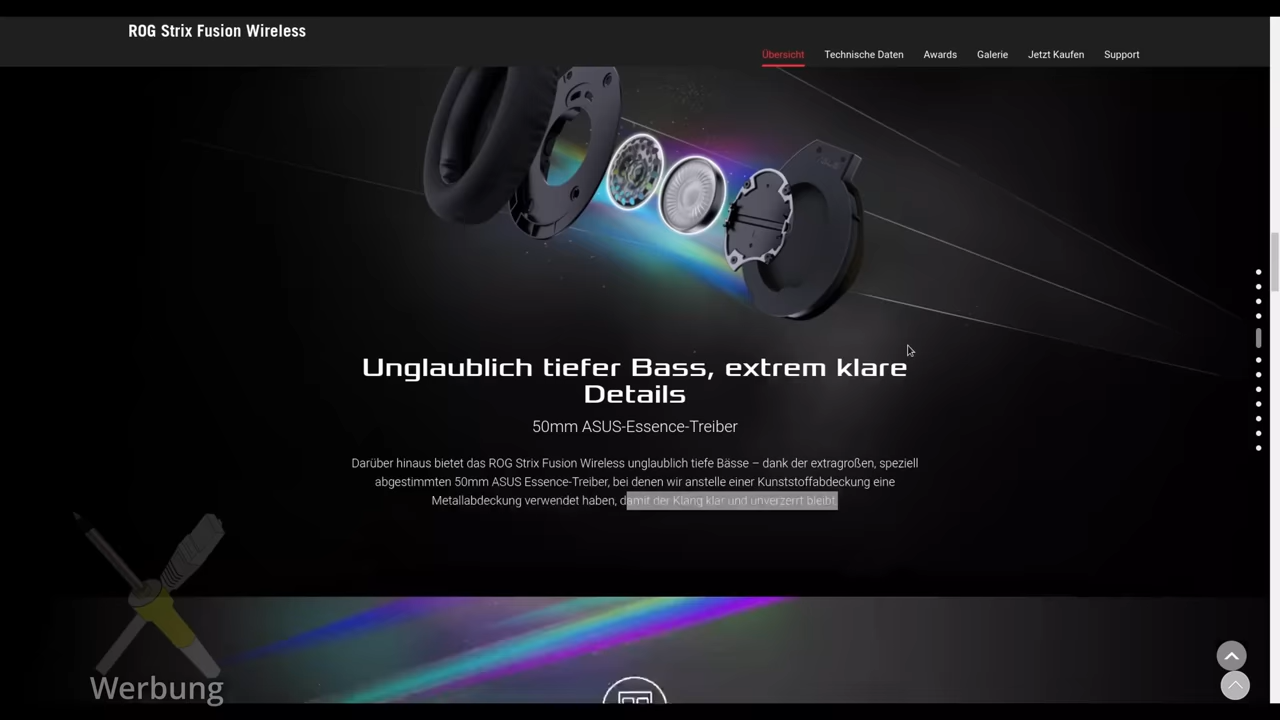 ROG Strix Fusion Wireless
Übersicht
Technische Daten
Awards
Galerie
Jetzt Kaufen
Support
Unglaublich tiefer Bass, extrem klare
Details
50mm ASUS-Essence-Treiber
Darüber hinaus bietet das ROG Strix Fusion Wireless unglaublich tiefe Bässe – dank der extragroßen, speziell
abgestimmten 50mm ASUS Essence-Treiber, bei denen wir anstelle einer Kunststoffabdeckung eine
Metallabdeckung verwendet haben, damit der Klang klar und unverzerrt bleibt.
Werbung